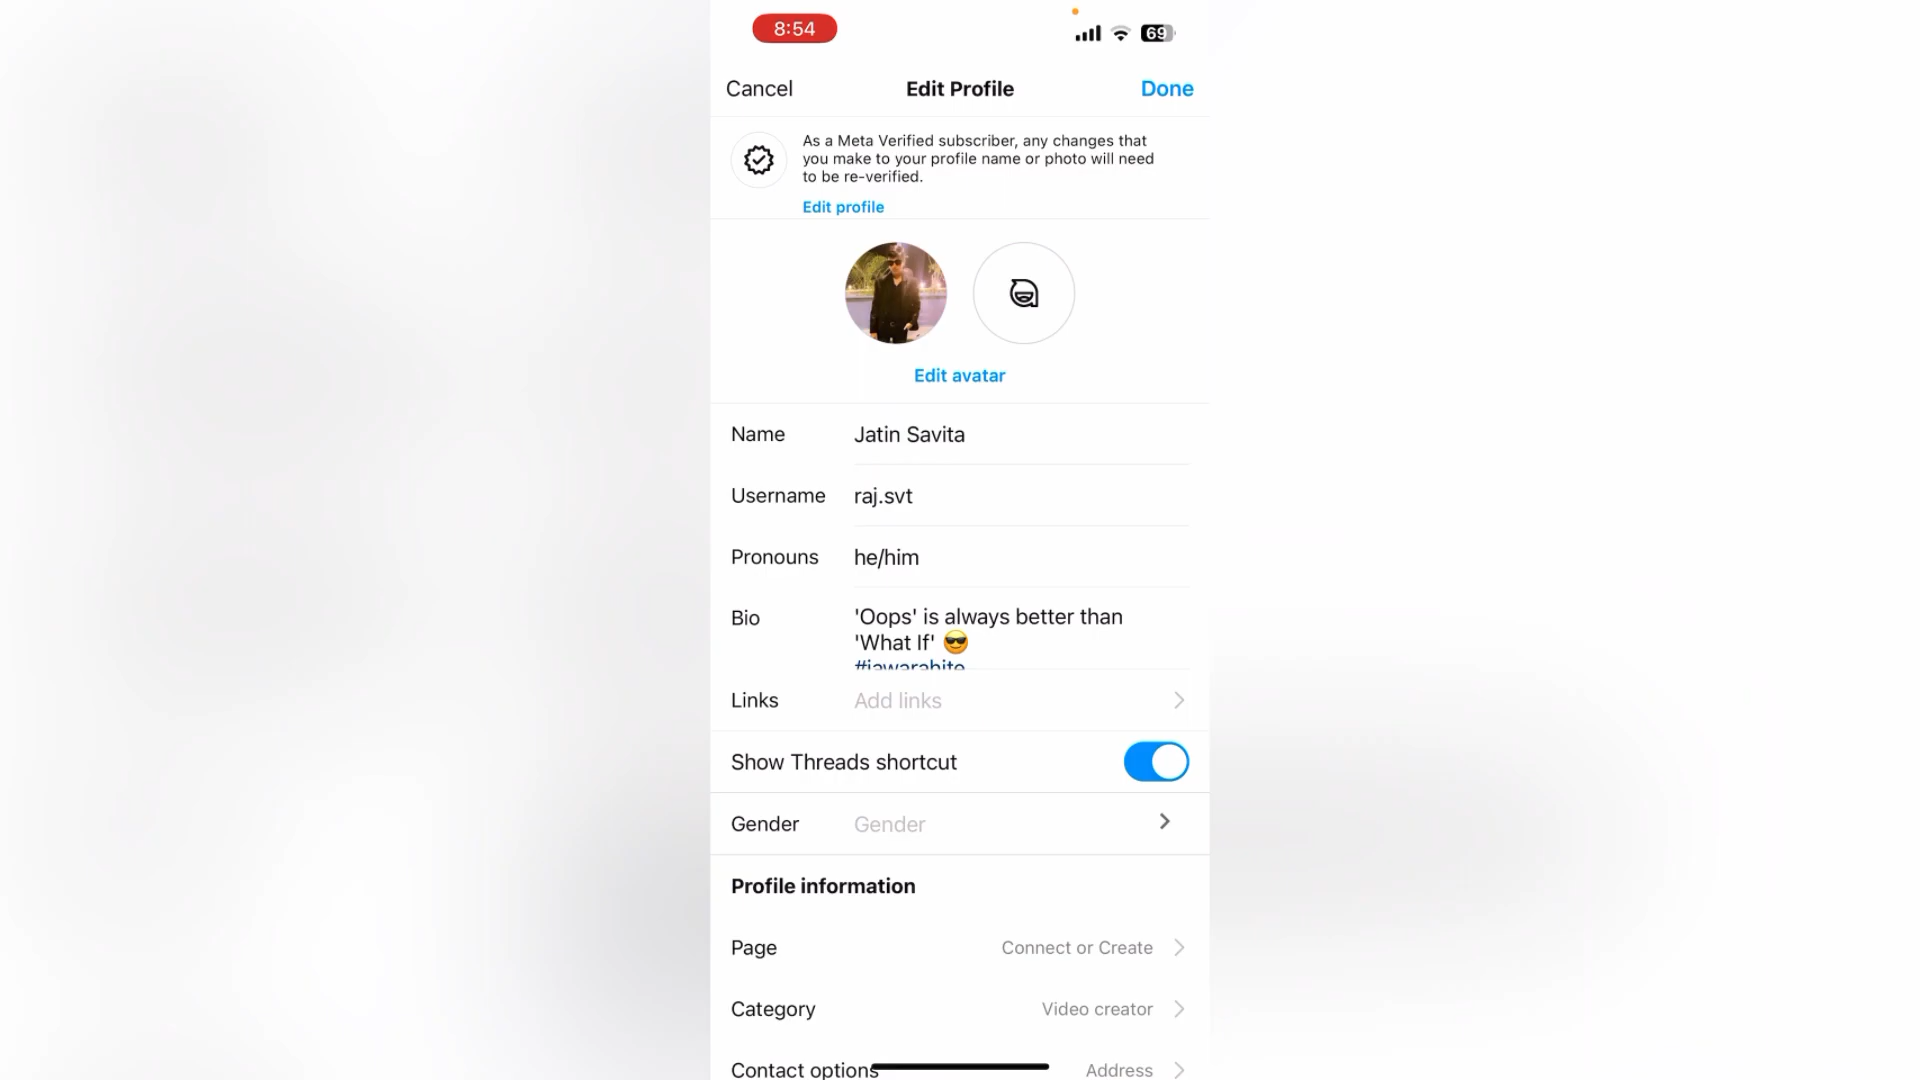 8:54
69
Cancel Edit Profile Done
As a Meta Verified subscriber, any changes that
you make to your profile name or photo will need
to be re-verified.
Edit profile
Edit avatar
Name Jatin Savita
Username raj.svt
Pronouns he/him
Bio 'Oops' is always better than
'What If' 😎
#jawarahite
Links Add links
Show Threads shortcut
Gender Gender
Profile information
Page Connect or Create
Category Video creator
Contact options Address